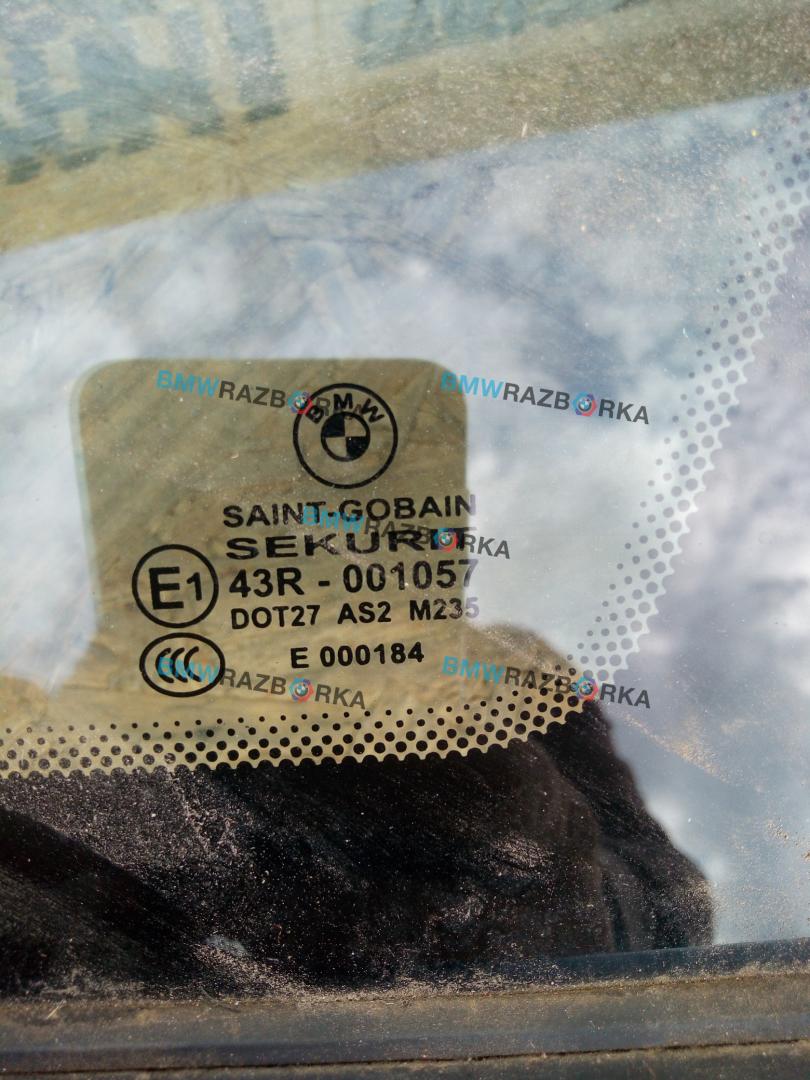 BMWRAZBORKA
BMWRAZBORKA
BMW
SAINT-GOBAIN
BMWRAZBORKA
SEKURIT
E1
43R - 001057
DOT27 AS2 M235
E 000184
CCC
BMWRAZBORKA
BMWRAZBORKA